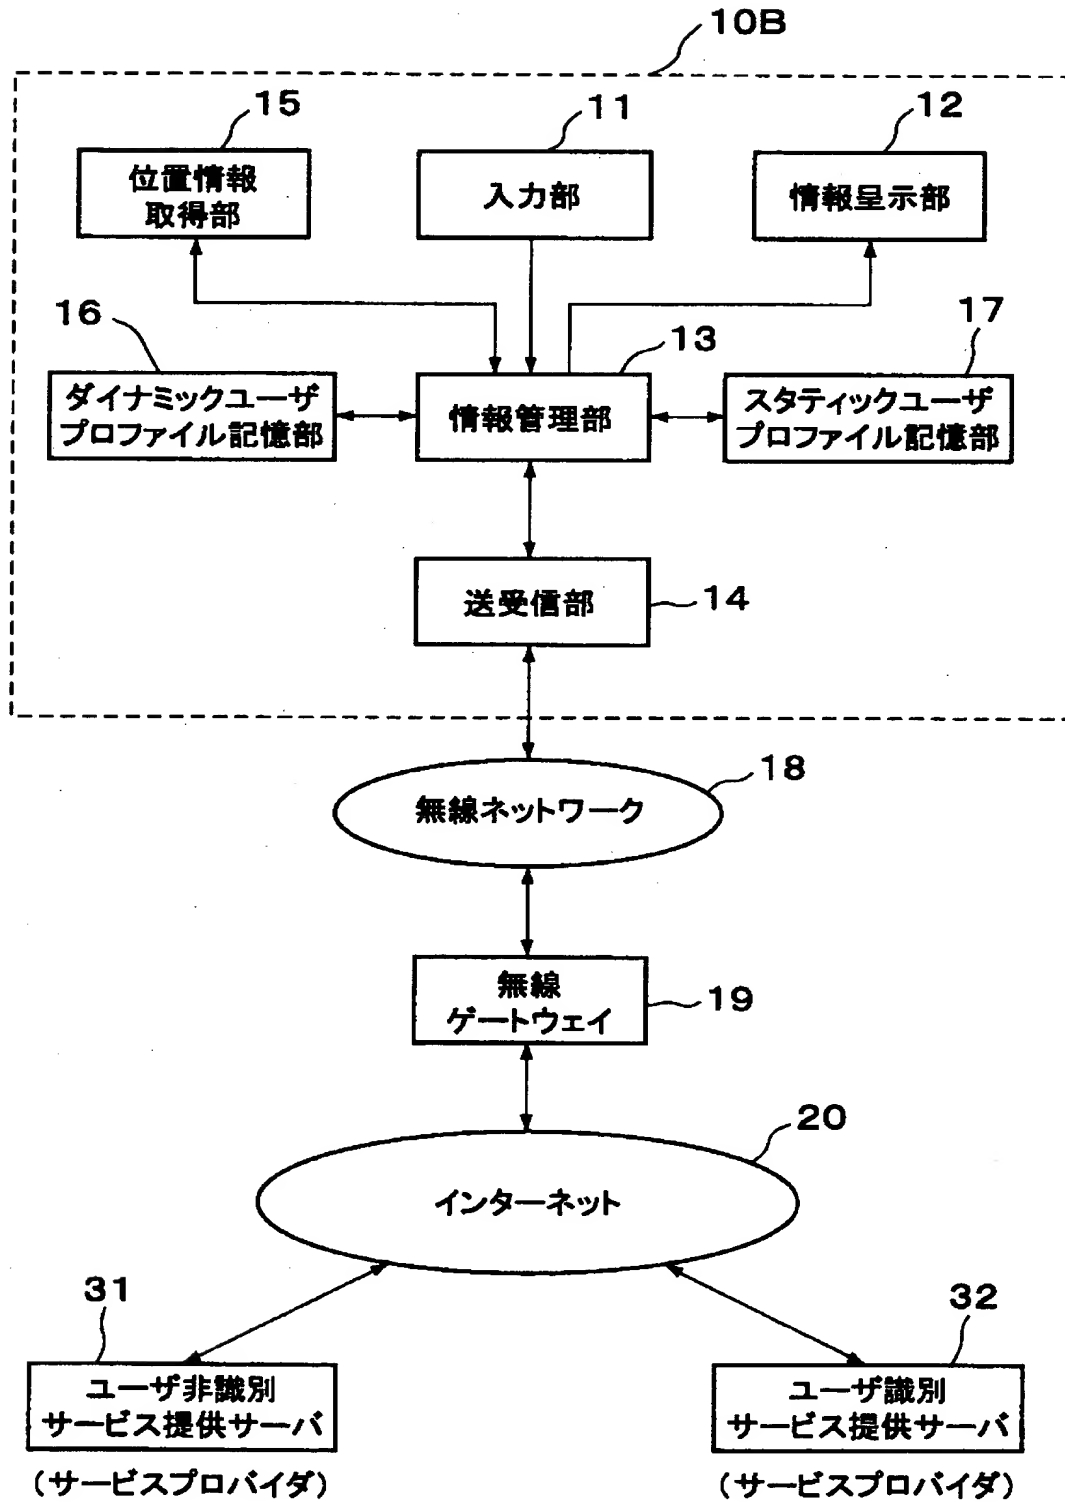 10B
15
11
12
位置情報
取得部
入力部
情報呈示部
16
13
17
ダイナミックユーザ
プロファイル記憶部
情報管理部
スタティックユーザ
プロファイル記憶部
送受信部
14
18
無線ネットワーク
無線
ゲートウェイ
19
20
インターネット
31
32
ユーザ非識別
サービス提供サーバ
ユーザ識別
サービス提供サーバ
(サービスプロバイダ)
(サービスプロバイダ)